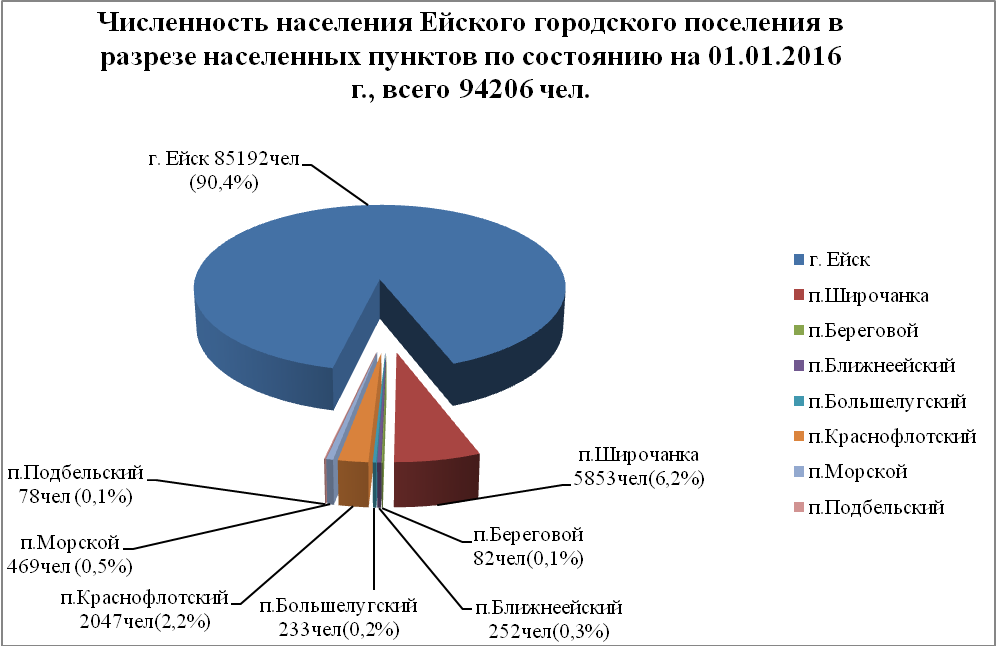 Численность населения Ейского городского поселения в
разрезе населенных пунктов по состоянию на 01.01.2016
г., всего 94206 чел.
г. Ейск 85192чел
(90,4%)
г. Ейск
п.Широчанка
п.Береговой
п.Ближнеейский
п.Большелугский
п.Краснофлотский
п.Морской
п.Подбельский
п.Широчанка
5853чел(6,2%)
п.Подбельский
78чел (0,1%)
п.Береговой
82чел(0,1%)
п.Морской
469чел (0,5%)
п.Краснофлотский
2047чел(2,2%)
п.Большелугский
233чел(0,2%)
п.Ближнеейский
252чел(0,3%)